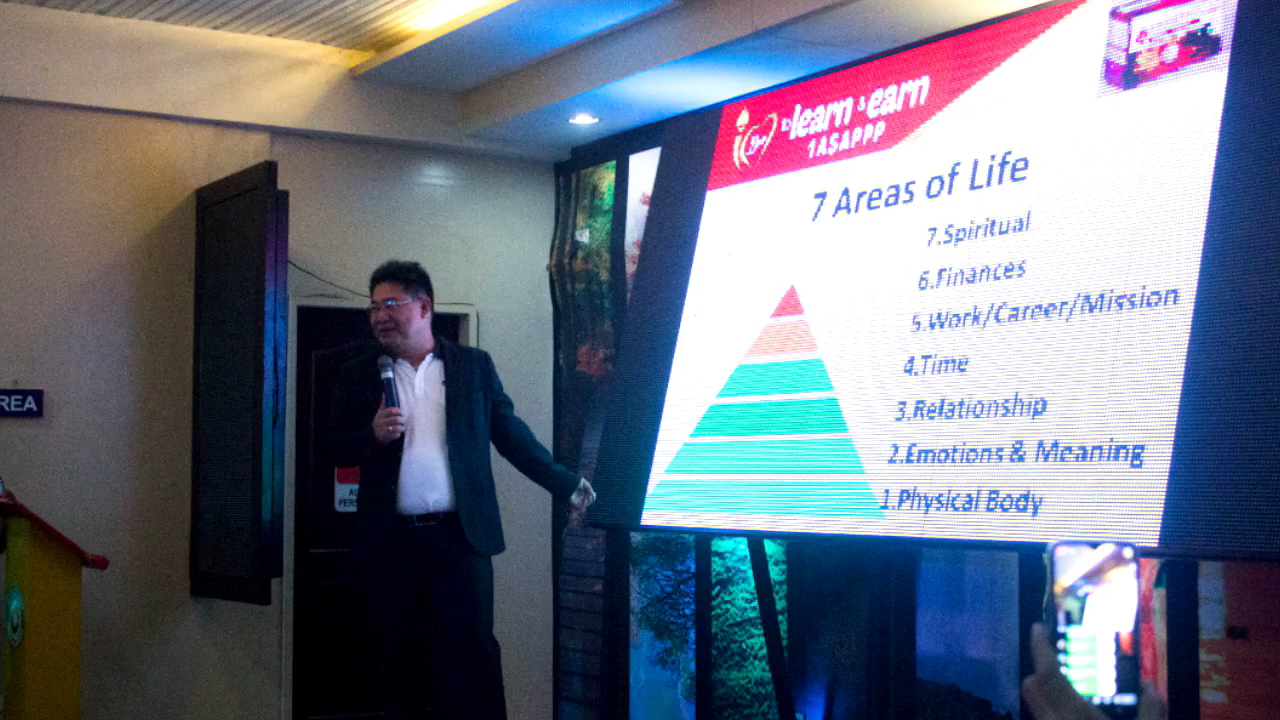 to learn & earn
1ASAPPP
7 Areas of Life
7.Spiritual
6.Finances
5.Work/Career/Mission
4.Time
3.Relationship
2.Emotions & Meaning
1.Physical Body
REA